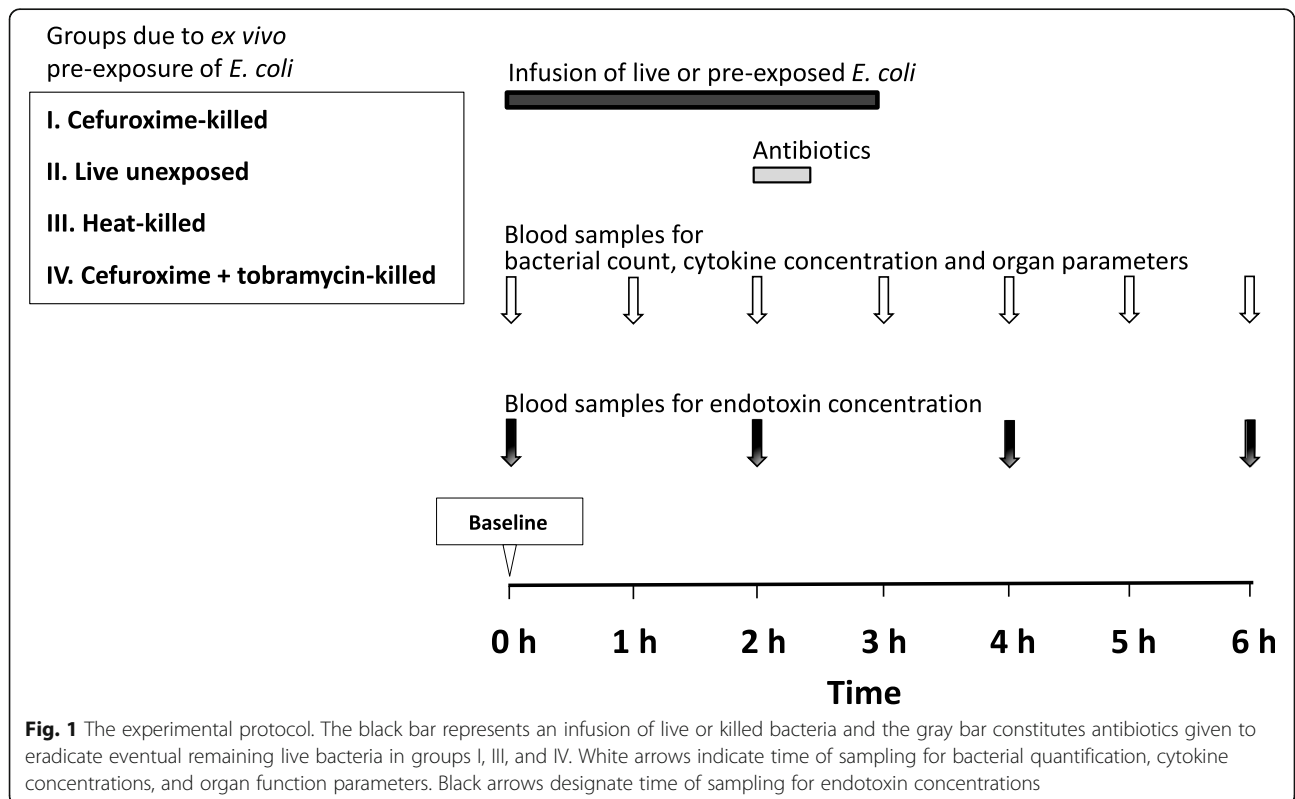 Groups due to ex vivo
pre-exposure of E. coli
I. Cefuroxime-killed
II. Live unexposed
III. Heat-killed
IV. Cefuroxime + tobramycin-killed
Infusion of live or pre-exposed E. coli
Antibiotics
Blood samples for
bacterial count, cytokine concentration and organ parameters
Blood samples for endotoxin concentration
Baseline
0 h 1 h 2 h 3 h 4 h 5 h 6 h
Time
Fig. 1 The experimental protocol. The black bar represents an infusion of live or killed bacteria and the gray bar constitutes antibiotics given to
eradicate eventual remaining live bacteria in groups I, III, and IV. White arrows indicate time of sampling for bacterial quantification, cytokine
concentrations, and organ function parameters. Black arrows designate time of sampling for endotoxin concentrations